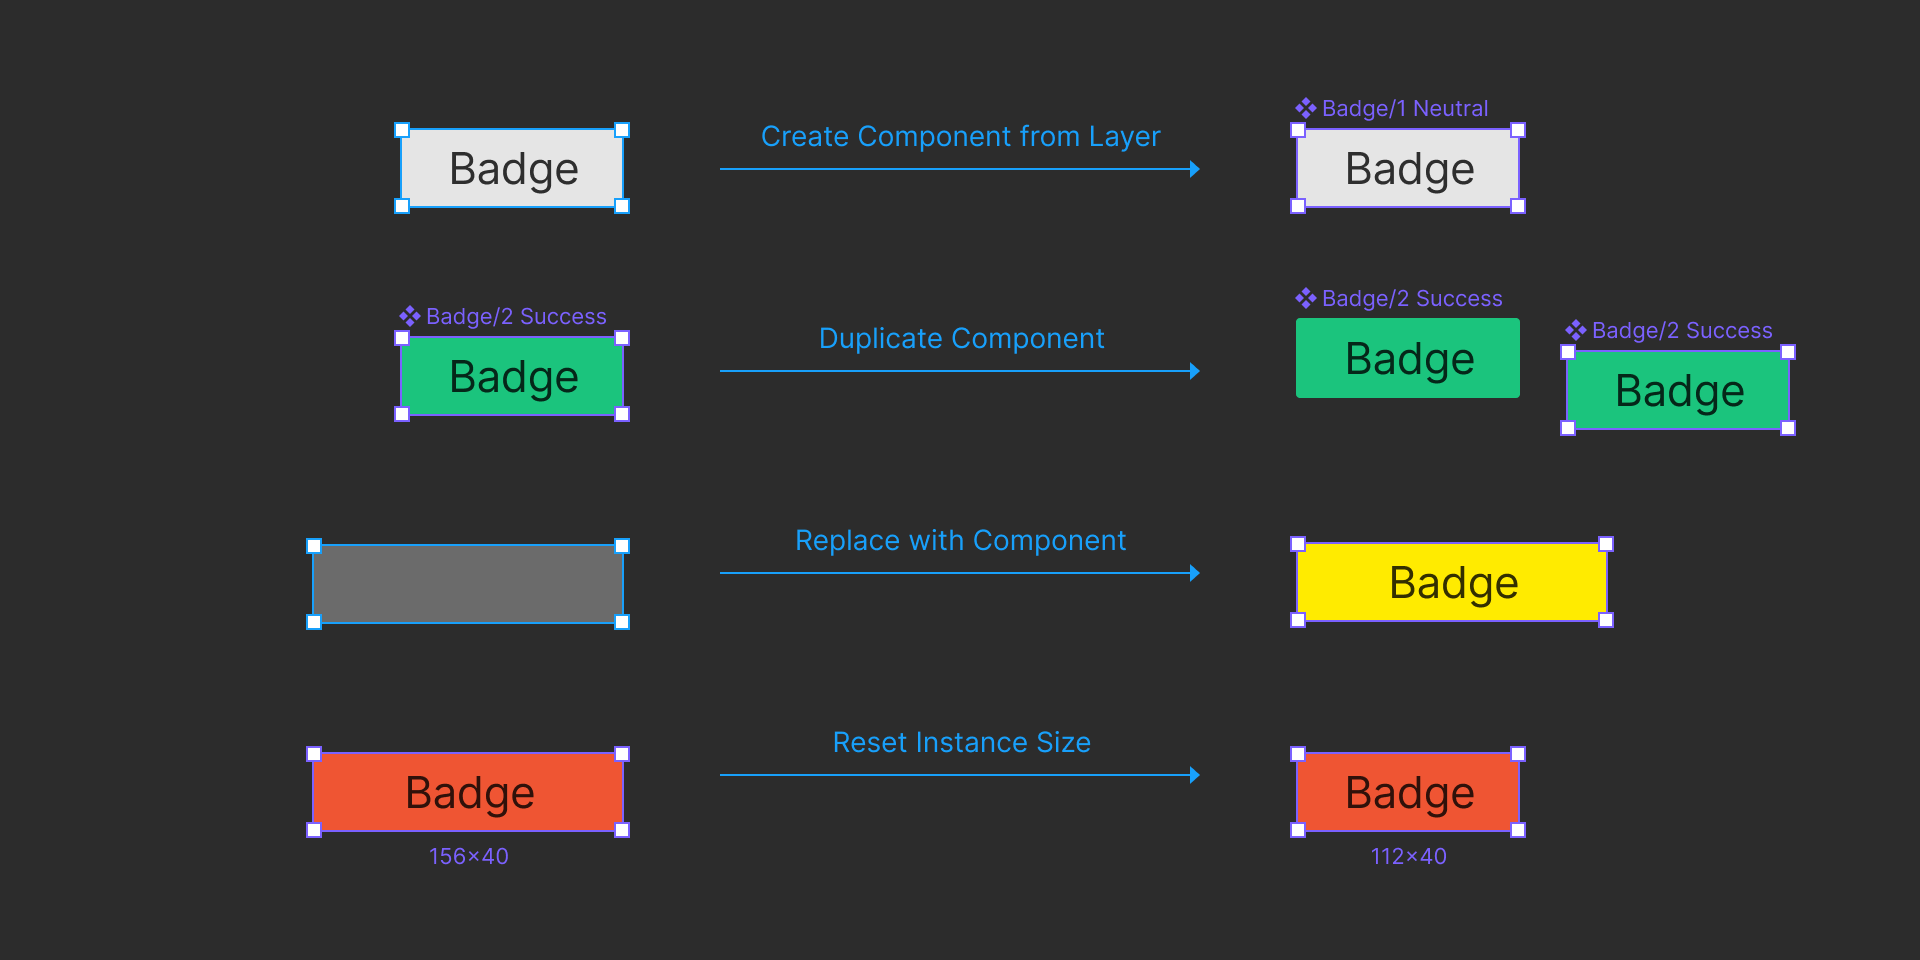 Badge
Create Component from Layer
Badge/1 Neutral
Badge
Badge/2 Success
Badge
Duplicate Component
Badge/2 Success
Badge
Badge/2 Success
Badge
Replace with Component
Badge
Badge
156×40
Reset Instance Size
Badge
112×40